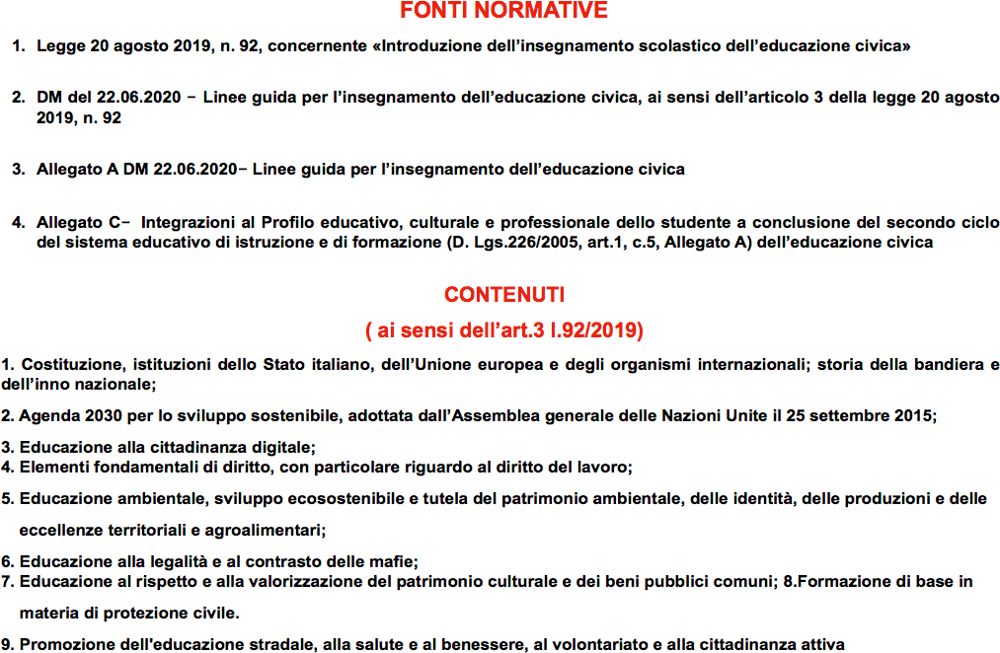 FONTI NORMATIVE
1. Legge 20 agosto 2019, n. 92, concernente «Introduzione dell’insegnamento scolastico dell’educazione civica»
2. DM del 22.06.2020 – Linee guida per l’insegnamento dell’educazione civica, ai sensi dell’articolo 3 della legge 20 agosto
2019, n. 92
3. Allegato A DM 22.06.2020– Linee guida per l’insegnamento dell’educazione civica
4. Allegato C– Integrazioni al Profilo educativo, culturale e professionale dello studente a conclusione del secondo ciclo
del sistema educativo di istruzione e di formazione (D. Lgs.226/2005, art.1, c.5, Allegato A) dell’educazione civica
CONTENUTI
( ai sensi dell’art.3 l.92/2019)
1. Costituzione, istituzioni dello Stato italiano, dell’Unione europea e degli organismi internazionali; storia della bandiera e
dell’inno nazionale;
2. Agenda 2030 per lo sviluppo sostenibile, adottata dall’Assemblea generale delle Nazioni Unite il 25 settembre 2015;
3. Educazione alla cittadinanza digitale;
4. Elementi fondamentali di diritto, con particolare riguardo al diritto del lavoro;
5. Educazione ambientale, sviluppo ecosostenibile e tutela del patrimonio ambientale, delle identità, delle produzioni e delle
eccellenze territoriali e agroalimentari;
6. Educazione alla legalità e al contrasto delle mafie;
7. Educazione al rispetto e alla valorizzazione del patrimonio culturale e dei beni pubblici comuni; 8.Formazione di base in
materia di protezione civile.
9. Promozione dell'educazione stradale, alla salute e al benessere, al volontariato e alla cittadinanza attiva